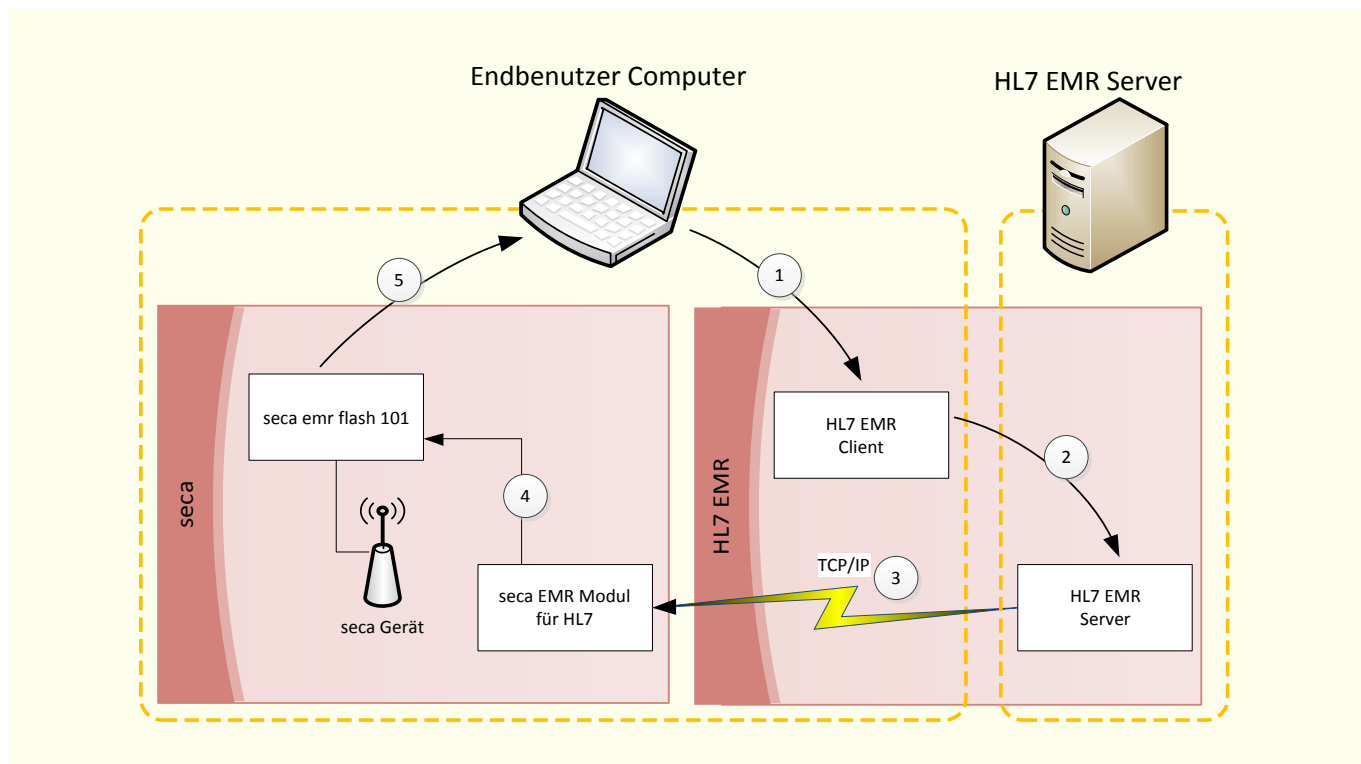 Endbenutzer Computer
HL7 EMR Server
5
1
seca emr flash 101
HL7 EMR
Client
2
4
seca
HL7 EMR
TCP/IP
3
seca EMR Modul
für HL7
HL7 EMR
Server
seca Gerät